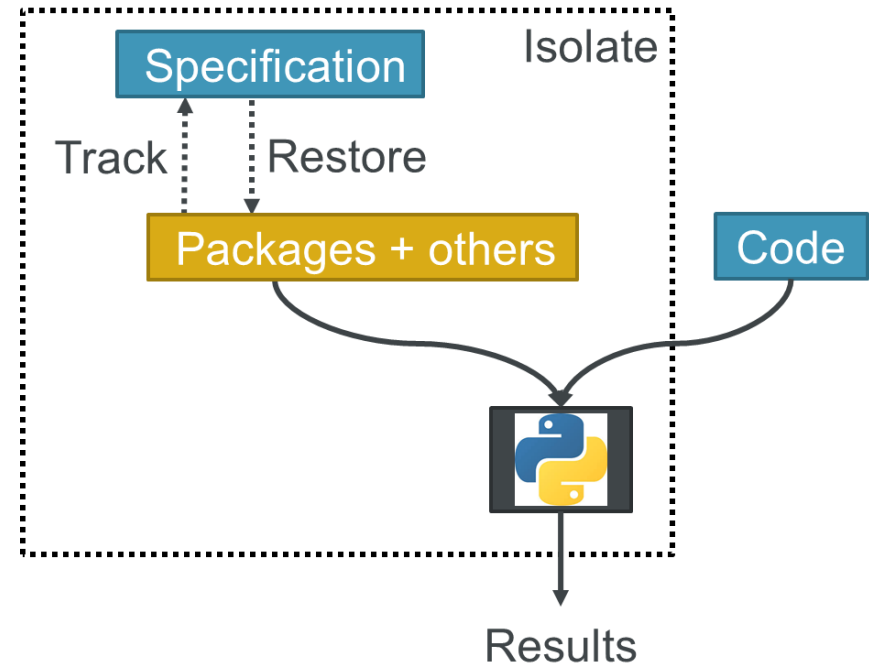 Isolate
Specification
Track
Restore
Packages + others
Code
Results